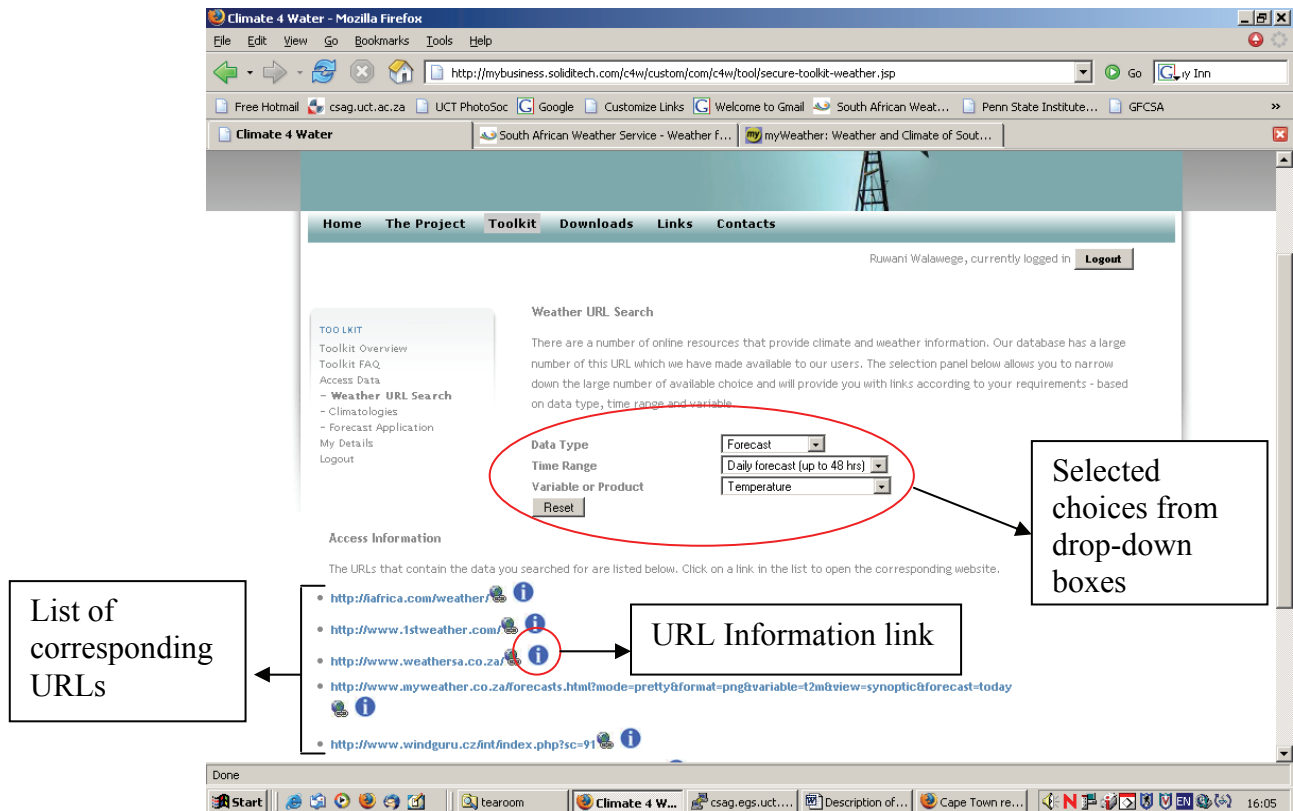 Climate 4 Water - Mozilla Firefox
File Edit View Go Bookmarks Tools Help
http://mybusiness.soliditech.com/c4w/custom/com/c4w/tool/secure-toolkit-weather.jsp Go Inn
Free Hotmail csag.uct.ac.za UCT PhotoSoc Google Customize Links Welcome to Gmail South African Weat... Penn State Institute... GFCSA »
Climate 4 Water South African Weather Service - Weather f... my myWeather: Weather and Climate of Sout...
Home The Project Toolkit Downloads Links Contacts
Ruwani Walawege, currently logged in Logout
TOOLKIT
Toolkit Overview
Toolkit FAQ
Access Data
- Weather URL Search
- Climatologies
- Forecast Application
My Details
Logout
Weather URL Search
There are a number of online resources that provide climate and weather information. Our database has a large
number of this URL which we have made available to our users. The selection panel below allows you to narrow
down the large number of available choice and will provide you with links according to your requirements - based
on data type, time range and variable.
Data Type Forecast
Time Range Daily forecast (up to 48 hrs)
Variable or Product Temperature
Reset
Selected
choices from
drop-down
boxes
Access Information
The URLs that contain the data you searched for are listed below. Click on a link in the list to open the corresponding website.
http://iafrica.com/weather/
http://www.1stweather.com/
http://www.weathersa.co.za/
http://www.myweather.co.za/forecasts.html?mode=pretty&format=png&variable=t2m&view=synoptic&forecast=today
http://www.windguru.cz/int/index.php?sc=91
List of
corresponding
URLs
URL Information link
Done
Start tearoom Climate 4 W... csag.egs.uct.... Description of... Cape Town re... EN 16:05